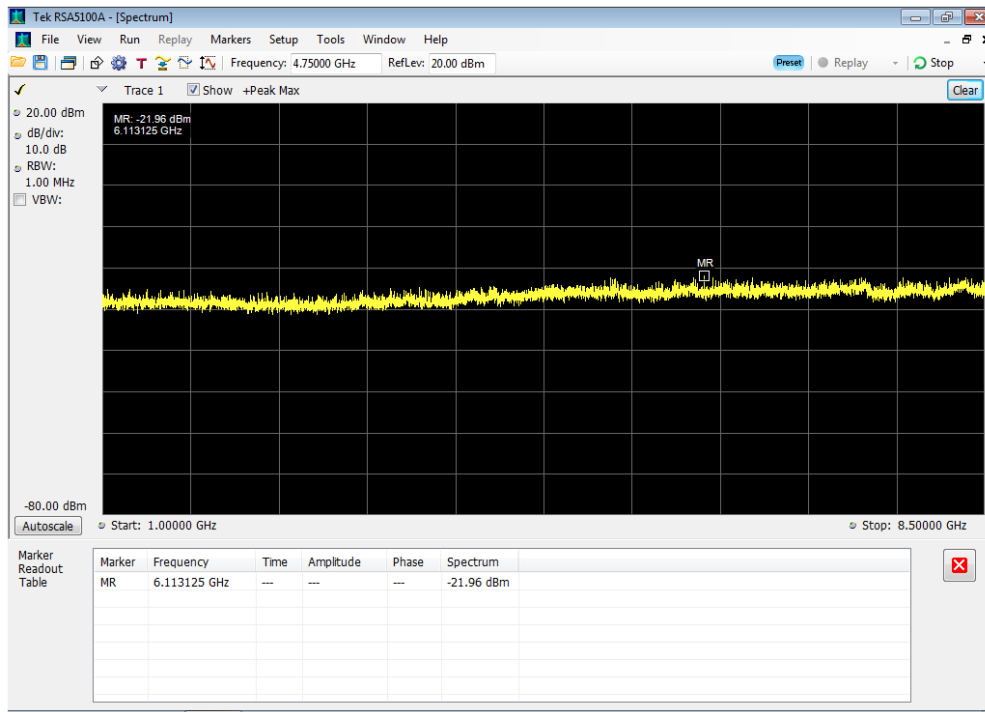 Tek RSA5100A - [Spectrum]
File View Run Replay Markers Setup Tools Window Help
T Frequency: 4.75000 GHz RefLev: 20.00 dBm Preset Replay Stop
Trace 1 Show +Peak Max Clear
20.00 dBm
dB/div:
10.0 dB
RBW:
1.00 MHz
VBW:
MR: -21.96 dBm
6.113125 GHz
MR
-80.00 dBm
Autoscale Start: 1.00000 GHz Stop: 8.50000 GHz
Marker
Readout
Table
Marker Frequency Time Amplitude Phase Spectrum
MR 6.113125 GHz --- --- --- -21.96 dBm